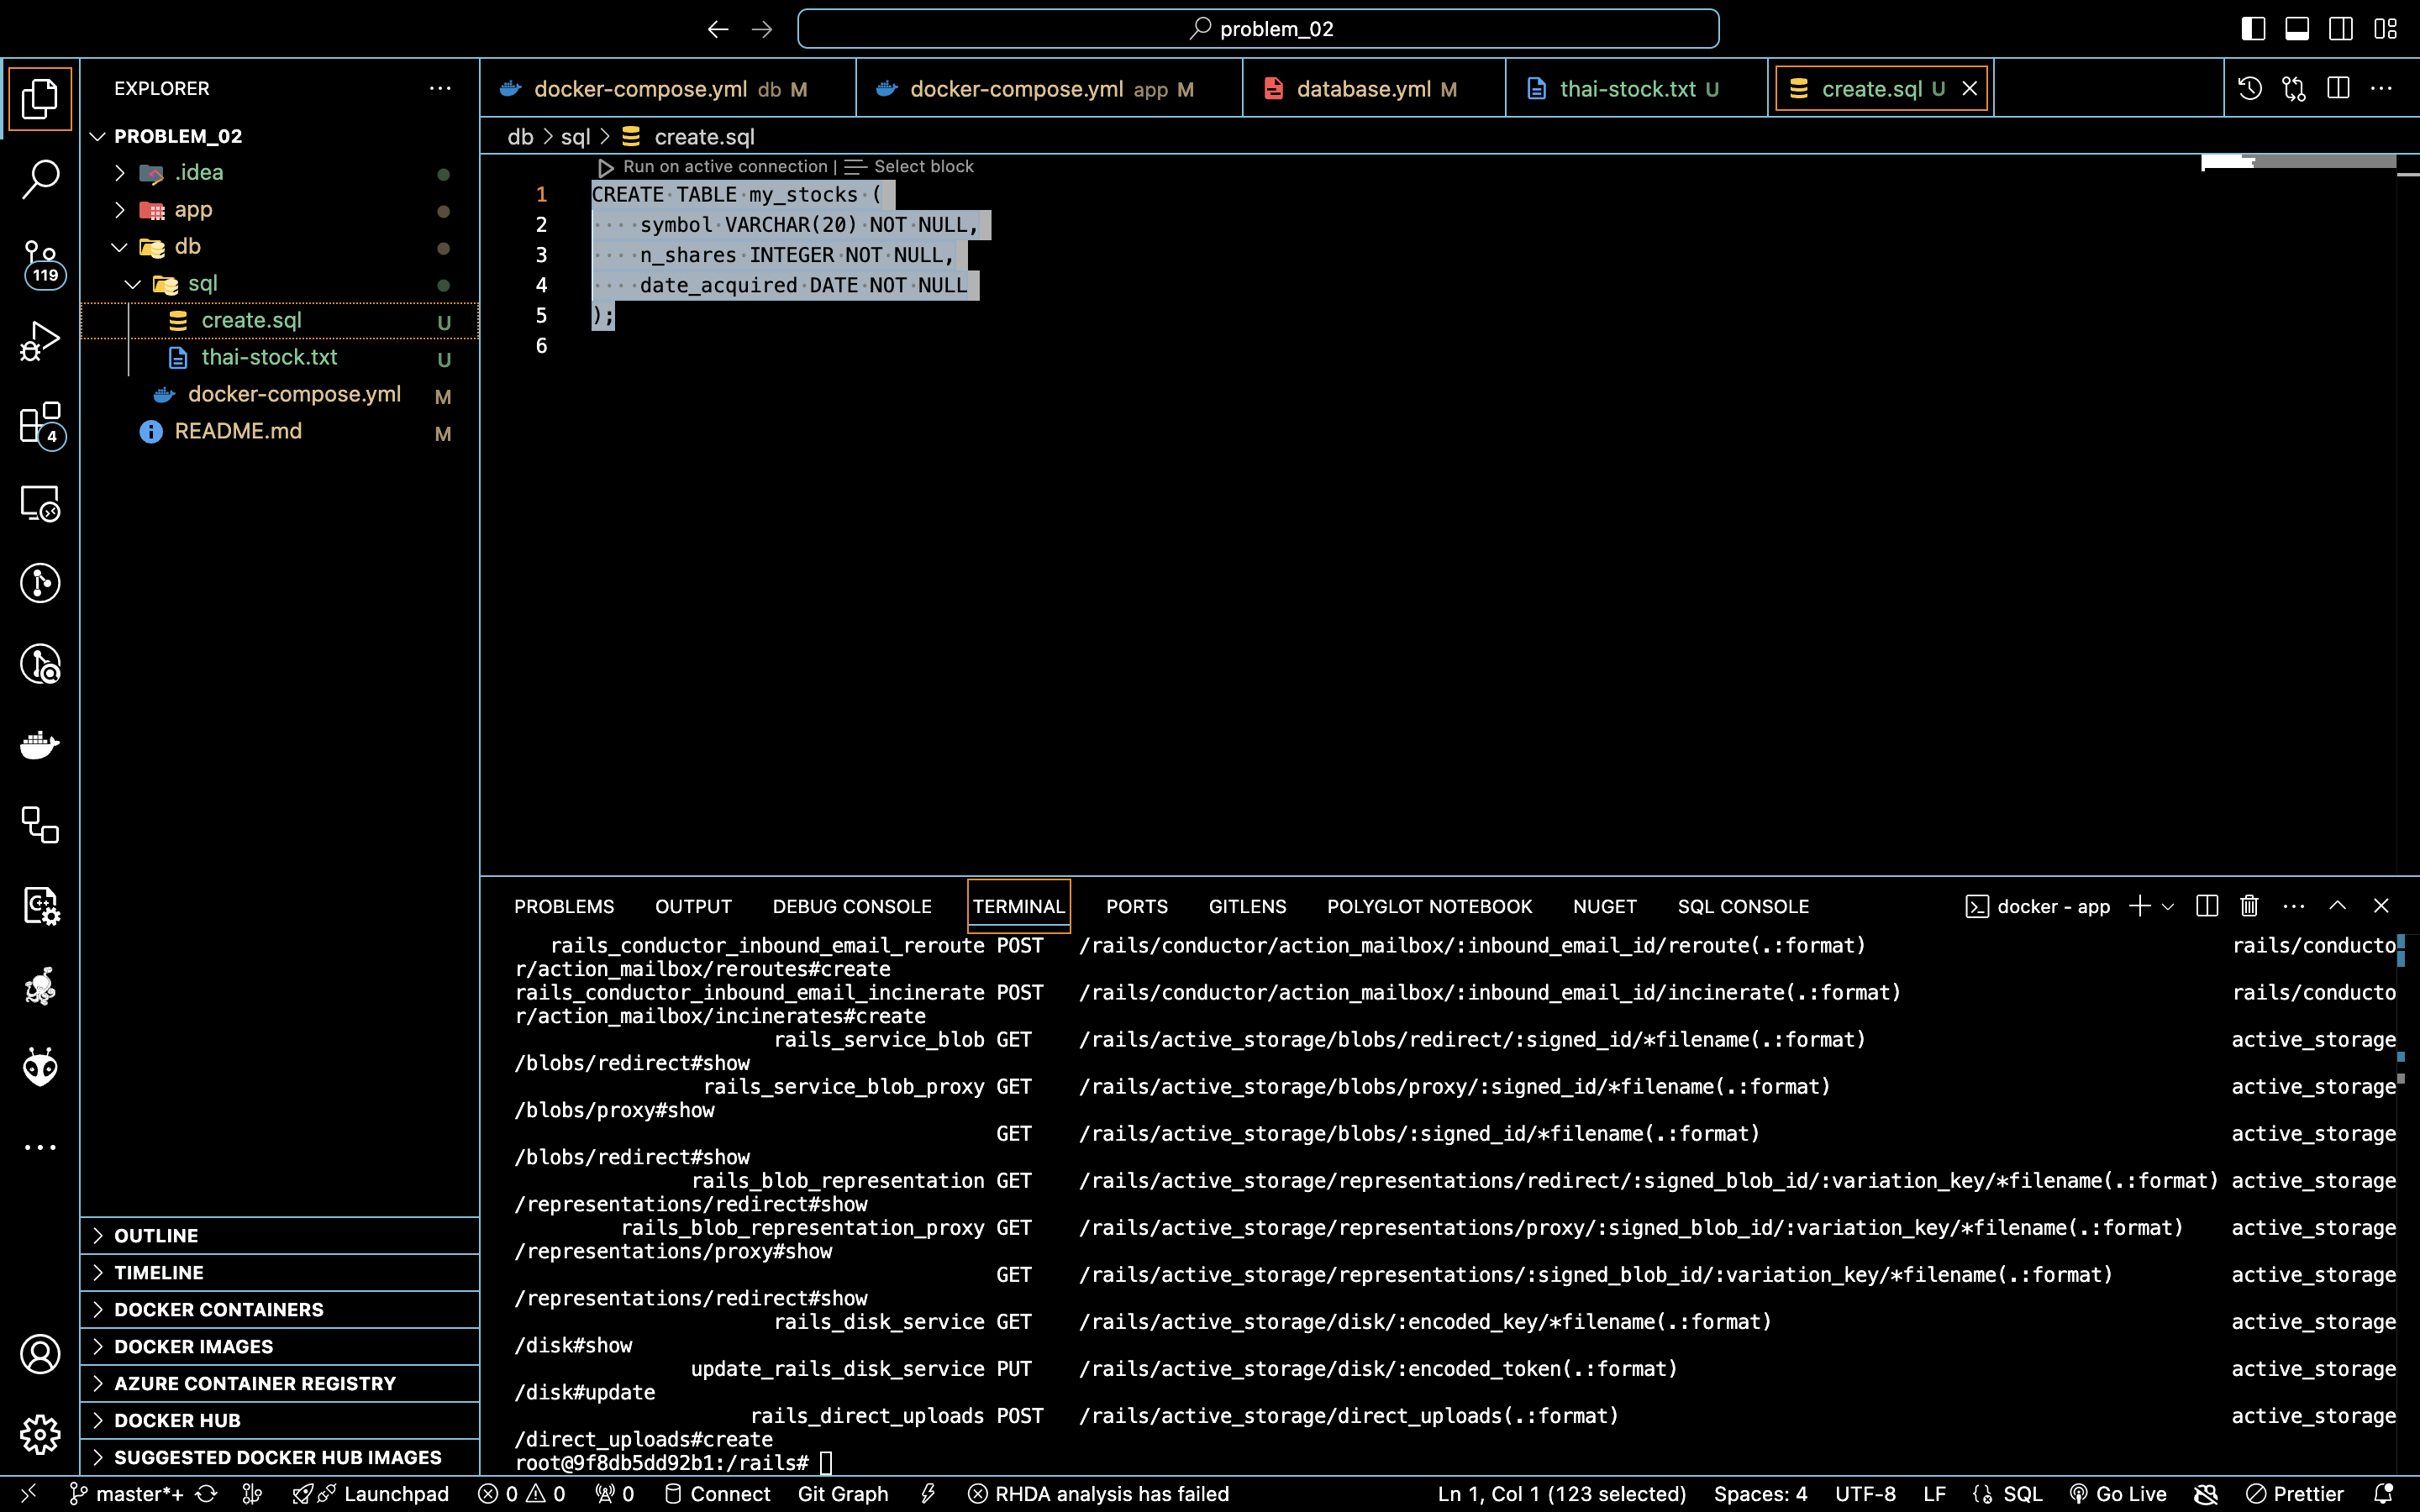 problem_02
EXPLORER
PROBLEM_02
.idea
app
db
sql
create.sql U
thai-stock.txt U
docker-compose.yml M
README.md M
119
4
OUTLINE
TIMELINE
DOCKER CONTAINERS
DOCKER IMAGES
AZURE CONTAINER REGISTRY
DOCKER HUB
SUGGESTED DOCKER HUB IMAGES
docker-compose.yml db M
docker-compose.yml app M
database.yml M
thai-stock.txt U
create.sql U
db > sql > create.sql
Run on active connection | Select block
1 CREATE TABLE my_stocks (
2 symbol VARCHAR(20) NOT NULL,
3 n_shares INTEGER NOT NULL,
4 date_acquired DATE NOT NULL
5 );
6
PROBLEMS OUTPUT DEBUG CONSOLE TERMINAL PORTS GITLENS POLYGLOT NOTEBOOK NUGET SQL CONSOLE docker - app
rails_conductor_inbound_email_reroute POST /rails/conductor/action_mailbox/:inbound_email_id/reroute(.:format) rails/conducto
r/action_mailbox/reroutes#create
rails_conductor_inbound_email_incinerate POST /rails/conductor/action_mailbox/:inbound_email_id/incinerate(.:format) rails/conducto
r/action_mailbox/incinerates#create
rails_service_blob GET /rails/active_storage/blobs/redirect/:signed_id/*filename(.:format) active_storage
/blobs/redirect#show
rails_service_blob_proxy GET /rails/active_storage/blobs/proxy/:signed_id/*filename(.:format) active_storage
/blobs/proxy#show
GET /rails/active_storage/blobs/:signed_id/*filename(.:format) active_storage
/blobs/redirect#show
rails_blob_representation GET /rails/active_storage/representations/redirect/:signed_blob_id/:variation_key/*filename(.:format) active_storage
/representations/redirect#show
rails_blob_representation_proxy GET /rails/active_storage/representations/proxy/:signed_blob_id/:variation_key/*filename(.:format) active_storage
/representations/proxy#show
GET /rails/active_storage/representations/:signed_blob_id/:variation_key/*filename(.:format) active_storage
/representations/redirect#show
rails_disk_service GET /rails/active_storage/disk/:encoded_key/*filename(.:format) active_storage
/disk#show
update_rails_disk_service PUT /rails/active_storage/disk/:encoded_token(.:format) active_storage
/disk#update
rails_direct_uploads POST /rails/active_storage/direct_uploads(.:format) active_storage
/direct_uploads#create
root@9f8db5dd92b1:/rails#
master*+ Launchpad 0 0 0 Connect Git Graph RHDA analysis has failed Ln 1, Col 1 (123 selected) Spaces: 4 UTF-8 LF SQL Go Live Prettier